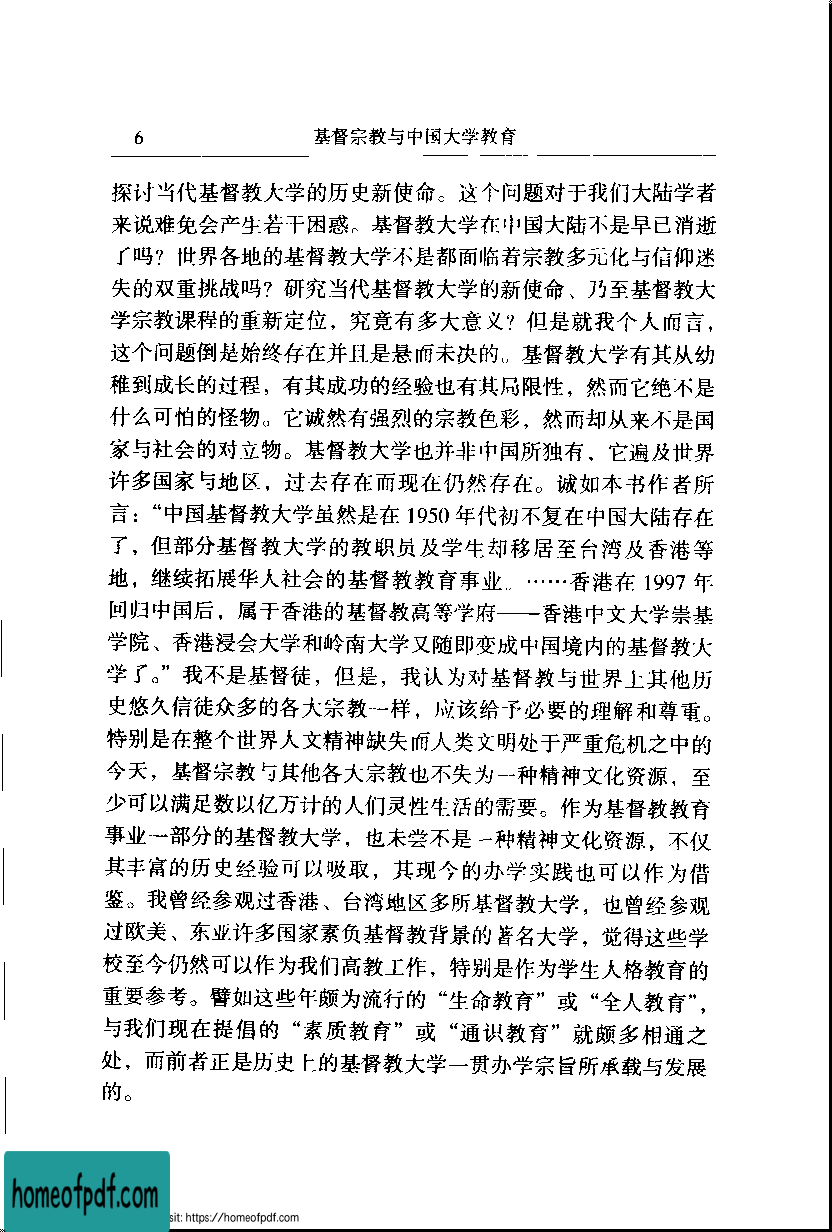 6 基督宗教与中国大学教育
探讨当代基督教大学的历史新使命。这个问题对于我们大陆学者
来说难免会产生若干困惑。基督教大学在中国大陆不是早已消逝
了吗？世界各地的基督教大学不是都面临着宗教多元化与信仰迷
失的双重挑战吗？研究当代基督教大学的新使命、乃至基督教大
学宗教课程的重新定位，究竟有多大意义？但是就我个人而言，
这个问题倒是始终存在并且是悬而未决的。基督教大学有其从幼
稚到成长的过程，有其成功的经验也有其局限性，然而它绝不是
什么可怕的怪物。它诚然有强烈的宗教色彩，然而却从来不是国
家与社会的对立物。基督教大学也并非中国所独有，它遍及世界
许多国家与地区，过去存在而现在仍然存在。诚如本书作者所
言：“中国基督教大学虽然是在 1950 年代初不复在中国大陆存在
了，但部分基督教大学的教职员及学生却移居至台湾及香港等
地，继续拓展华人社会的基督教教育事业。……香港在 1997 年
回归中国后，属于香港的基督教高等学府——香港中文大学崇基
学院、香港浸会大学和岭南大学又随即变成中国境内的基督教大
学了。”我不是基督徒，但是，我认为对基督教与世界上其他历
史悠久信徒众多的各大宗教一样，应该给予必要的理解和尊重。
特别是在整个世界人文精神缺失而人类文明处于严重危机之中的
今天，基督宗教与其他各大宗教也不失为一种精神文化资源，至
少可以满足数以亿万计的人们灵性生活的需要。作为基督教教育
事业一部分的基督教大学，也未尝不是一种精神文化资源，不仅
其丰富的历史经验可以吸取，其现今的办学实践也可以作为借
鉴。我曾经参观过香港、台湾地区多所基督教大学，也曾经参观
过欧美、东亚许多国家素负基督教背景的著名大学，觉得这些学
校至今仍然可以作为我们高教工作，特别是作为学生人格教育的
重要参考。譬如这些年颇为流行的“生命教育”或“全人教育”，
与我们现在提倡的“素质教育”或“通识教育”就颇多相通之
处，而前者正是历史上的基督教大学一贯办学宗旨所承载与发展
的。
homeofpdf.com
sit: https://homeofpdf.com